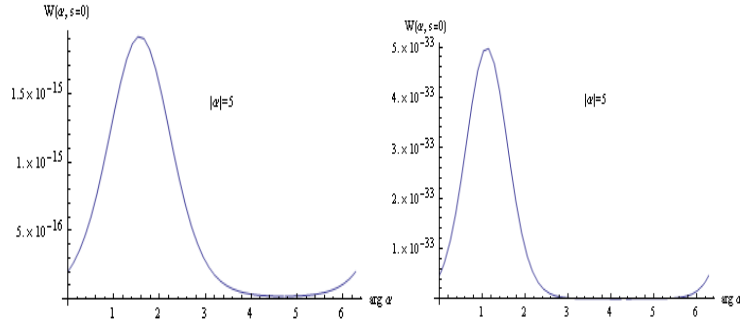 W(α, s=0)
1.5×10⁻¹⁵
1.×10⁻¹⁵
5.×10⁻¹⁶
|α|=5
1 2 3 4 5 6
arg α
W(α, s=0)
5.×10⁻³³
4.×10⁻³³
3.×10⁻³³
2.×10⁻³³
1.×10⁻³³
|α|=5
1 2 3 4 5 6
arg α